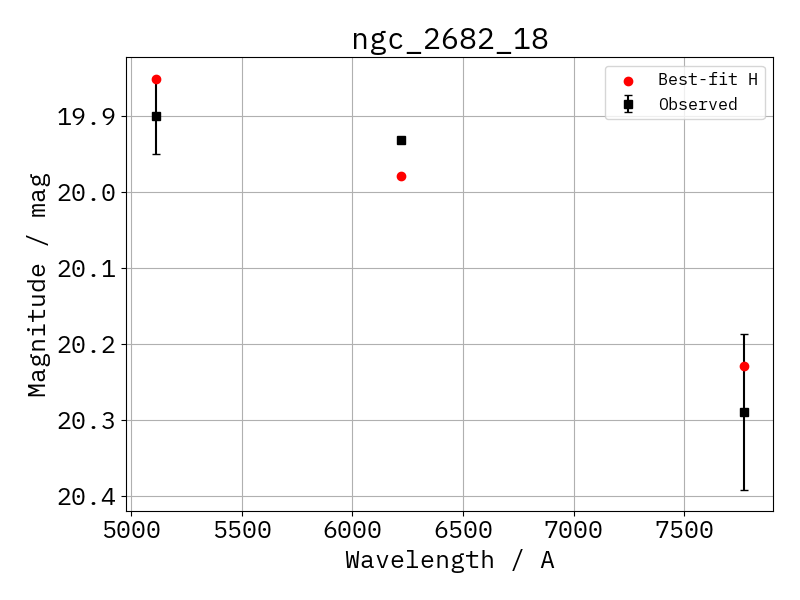 ngc_2682_18
Best-fit H
Observed
19.9
20.0
20.1
20.2
20.3
20.4
Magnitude / mag
5000 5500 6000 6500 7000 7500
Wavelength / A